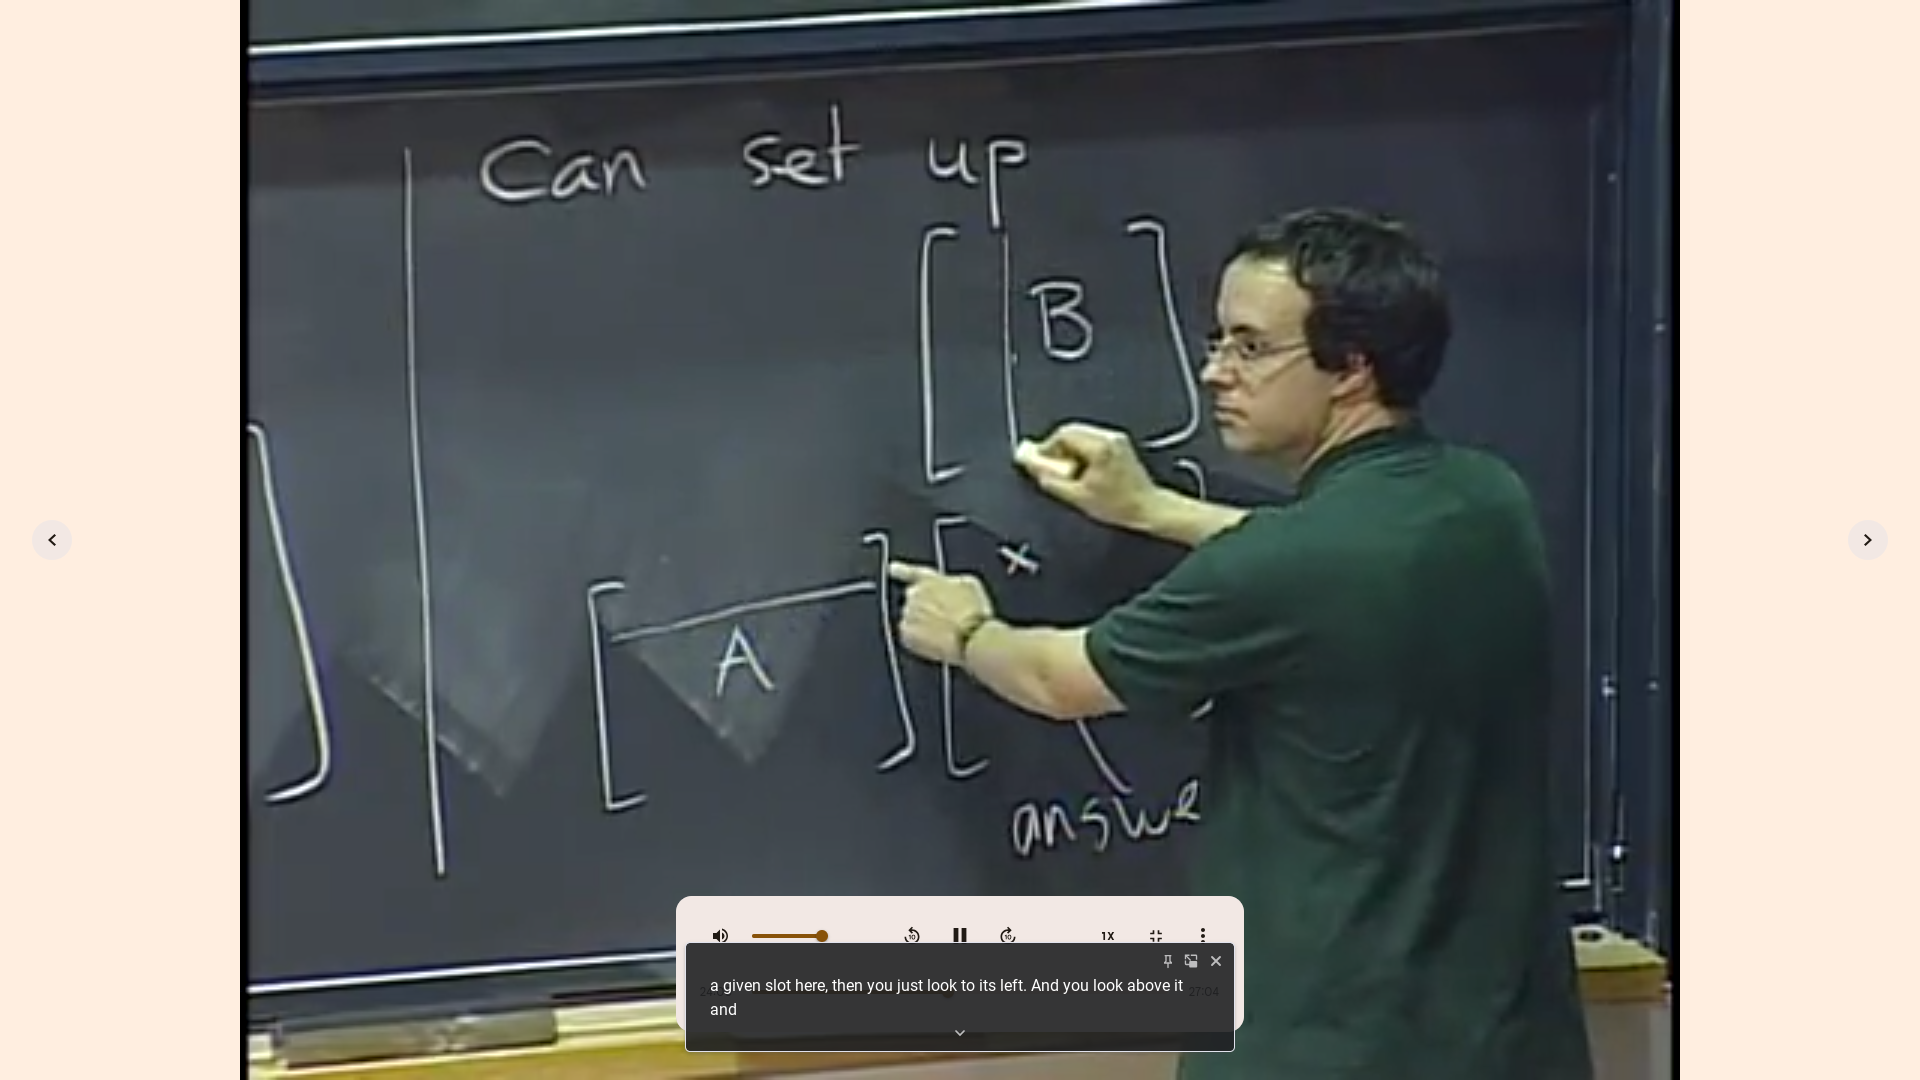 Can set up
B
x
A
answe
1X
a given slot here, then you just look to its left. And you look above it
and
27:04